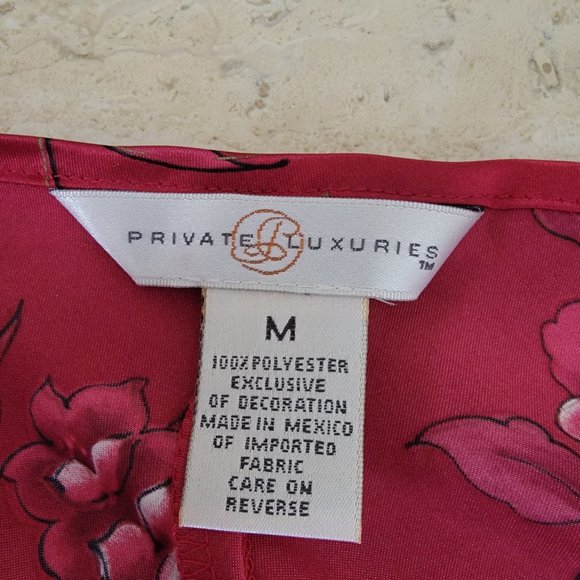 PRIVATE LUXURIES
TM
M
100% POLYESTER
EXCLUSIVE
OF DECORATION
MADE IN MEXICO
OF IMPORTED
FABRIC
CARE ON
REVERSE